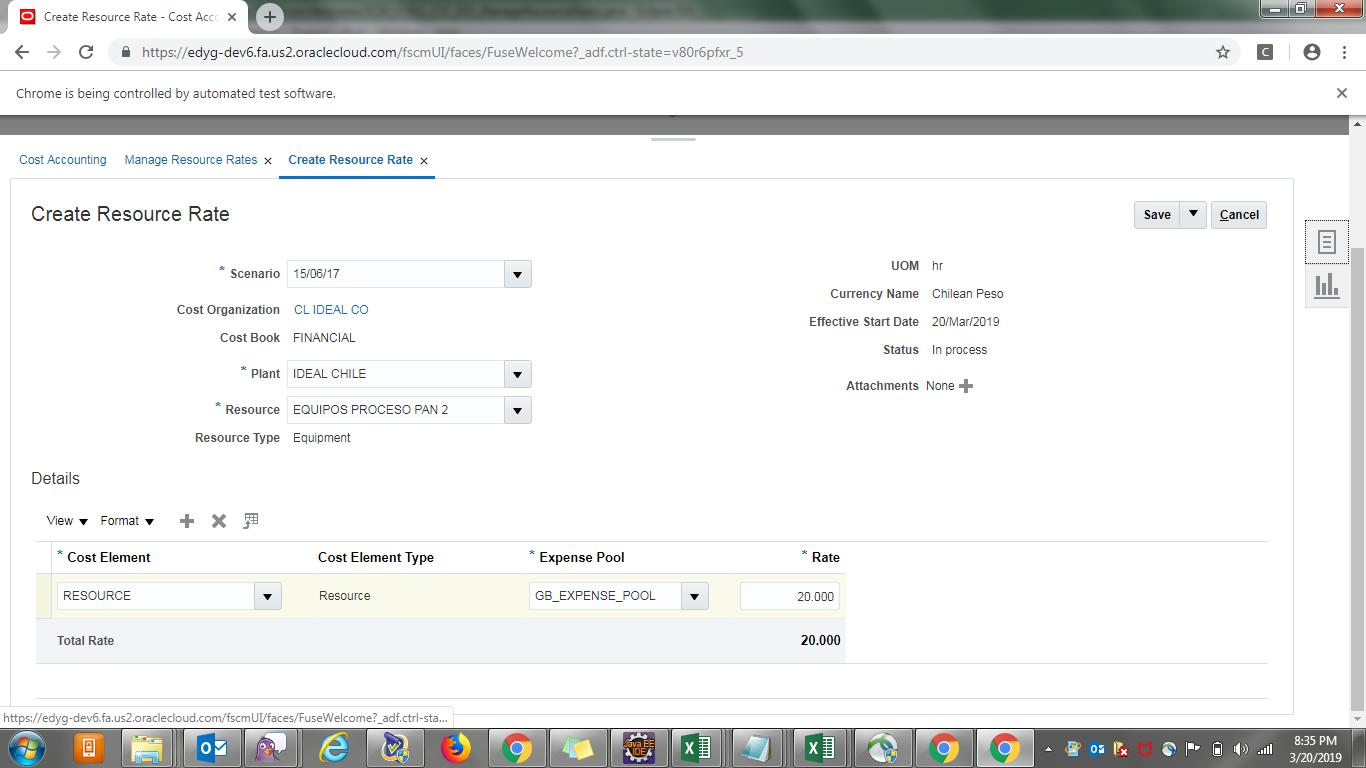 Create Resource Rate - Cost Acc
https://edyg-dev6.fa.us2.oraclecloud.com/fscmUI/faces/FuseWelcome?_adf.ctrl-state=v80r6pfxr_5
C
Chrome is being controlled by automated test software.
Cost Accounting
Manage Resource Rates
Create Resource Rate
Create Resource Rate
Save
Cancel
* Scenario 15/06/17
Cost Organization CL IDEAL CO
Cost Book FINANCIAL
* Plant IDEAL CHILE
* Resource EQUIPOS PROCESO PAN 2
Resource Type Equipment
UOM hr
Currency Name Chilean Peso
Effective Start Date 20/Mar/2019
Status In process
Attachments None
Details
View Format
* Cost Element Cost Element Type * Expense Pool * Rate
RESOURCE Resource GB_EXPENSE_POOL 20.000
Total Rate 20.000
https://edyg-dev6.fa.us2.oraclecloud.com/fscmUI/faces/FuseWelcome?_adf.ctrl-sta...
Java EE
IDE
8:35 PM
3/20/2019